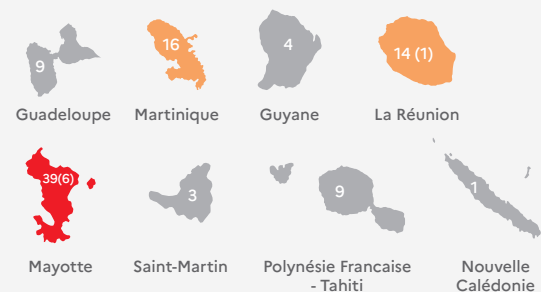 9
16
4
14 (1)
Guadeloupe
Martinique
Guyane
La Réunion
39(6)
3
9
1
Mayotte
Saint-Martin
Polynésie Francaise
- Tahiti
Nouvelle
Calédonie